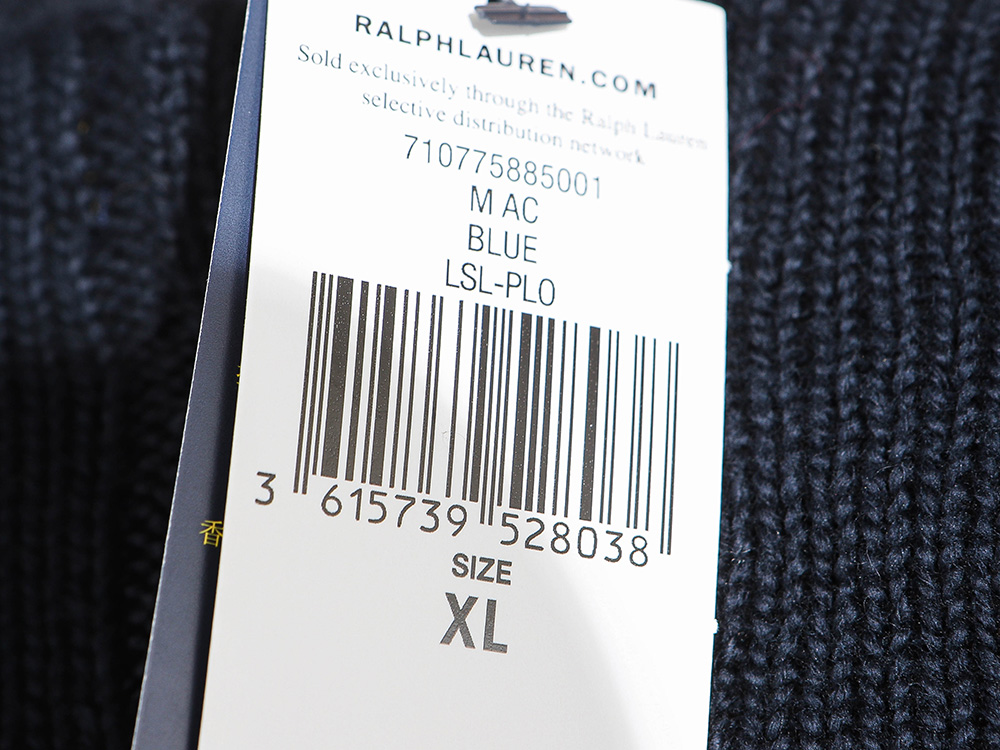 RALPHLAUREN.COM
Sold exclusively through the Ralph Lauren
selective distribution network
710775885001
M AC
BLUE
LSL-PLO
3 615739 528038
SIZE
XL
香